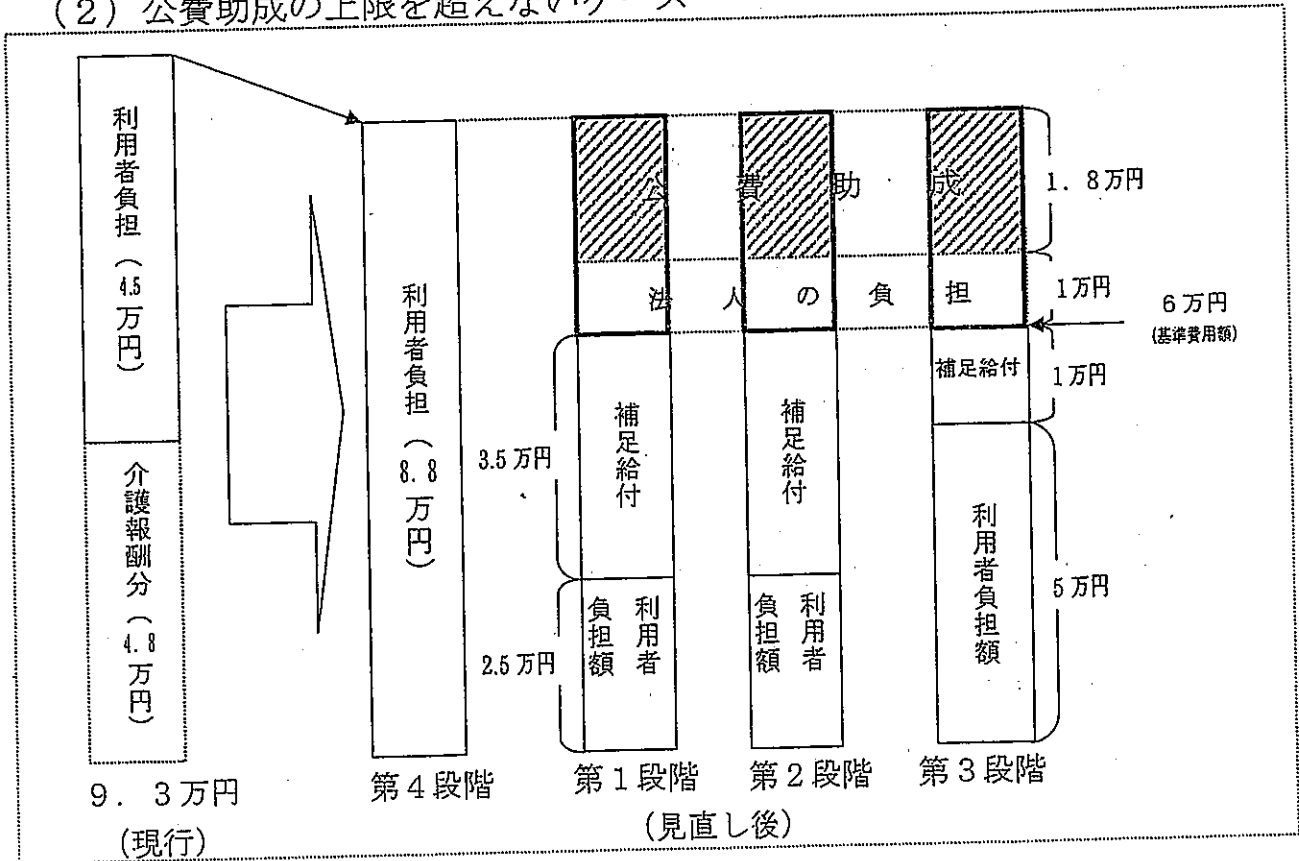 （2）公費助成の上限を超えないケース
利用者負担（4.5万円）
介護報酬分（4.8万円）
9．3万円
（現行）
利用者負担（8.8万円）
第4段階
公費助成
法人の負担
3.5万円
2.5万円
補足給付
利用者
負担額
第1段階
補足給付
利用者
負担額
第2段階
（見直し後）
補足給付
利用者負担額
第3段階
1．8万円
1万円
6万円
（基準費用額）
1万円
5万円